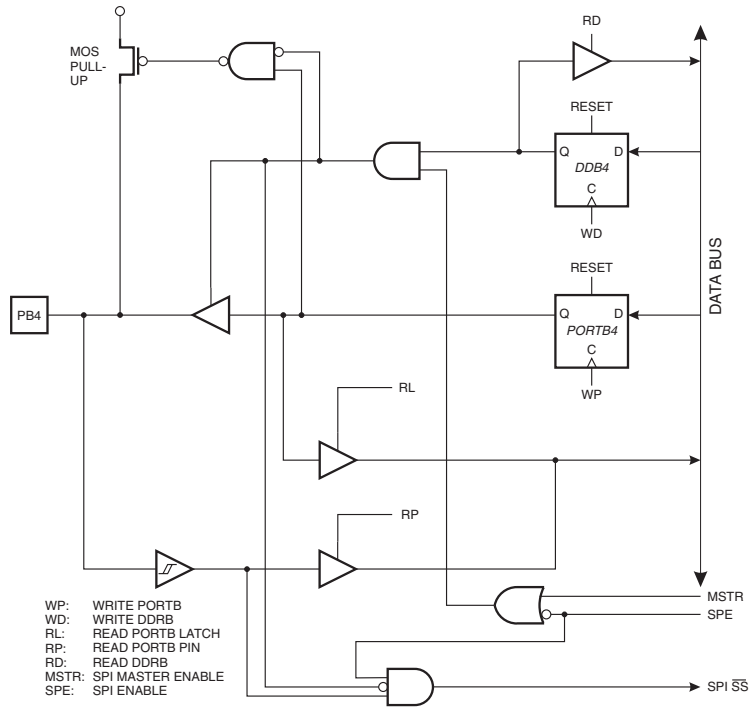 RD
MOS
PULL-
UP
RESET
Q D
DDB4
C
WD
DATA BUS
RESET
PB4
Q D
PORTB4
C
WP
RL
RP
WP: WRITE PORTB
WD: WRITE DDRB
RL: READ PORTB LATCH
RP: READ PORTB PIN
RD: READ DDRB
MSTR: SPI MASTER ENABLE
SPE: SPI ENABLE
MSTR
SPE
SPI S̅S̅